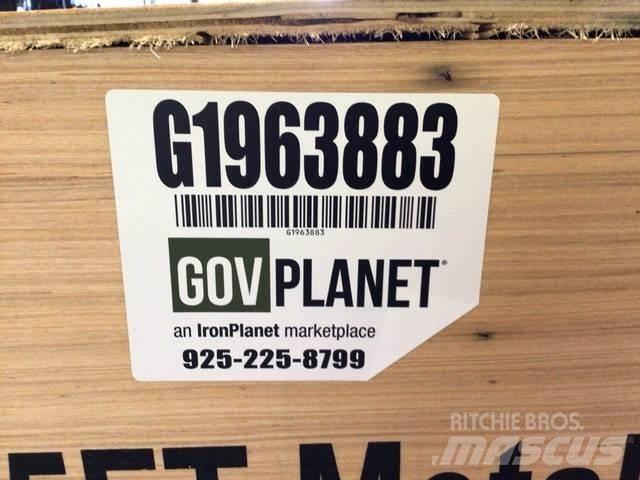 G1963883
G1963883
GOV PLANET
an IronPlanet marketplace
925-225-8799
RITCHIE BROS.
MASCUS